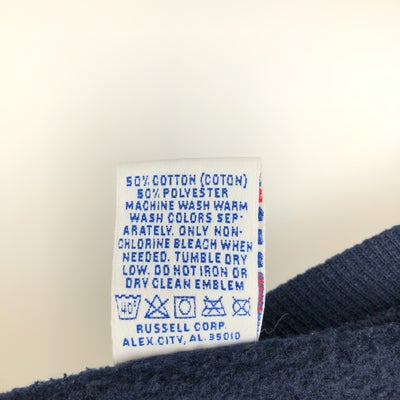 50% COTTON (COTON)
50% POLYESTER
MACHINE WASH WARM
WASH COLORS SEP-
ARATELY. ONLY NON-
CHLORINE BLEACH WHEN
NEEDED. TUMBLE DRY
LOW. DO NOT IRON OR
DRY CLEAN EMBLEM
40°
RUSSELL CORP.
ALEX. CITY, AL. 35010